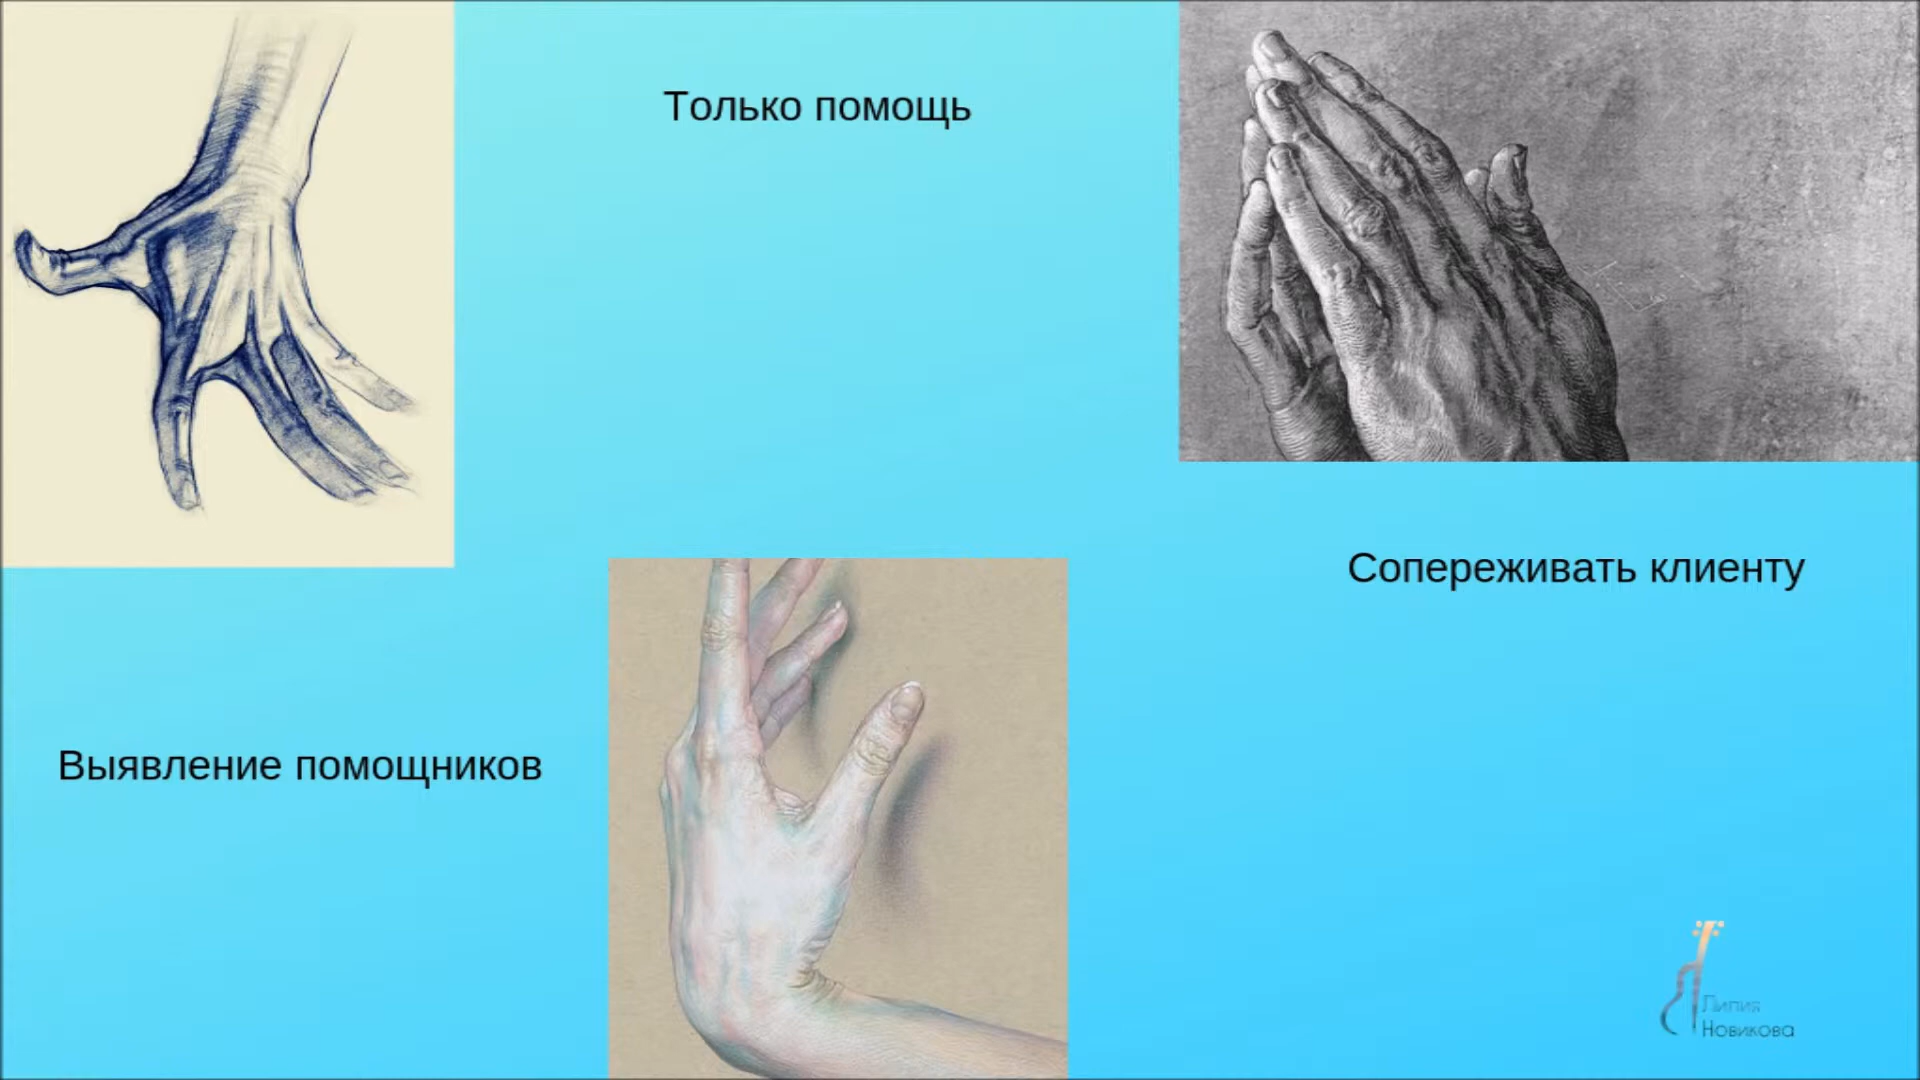 Только помощь
Сопереживать клиенту
Выявление помощников
Лилия
Новикова